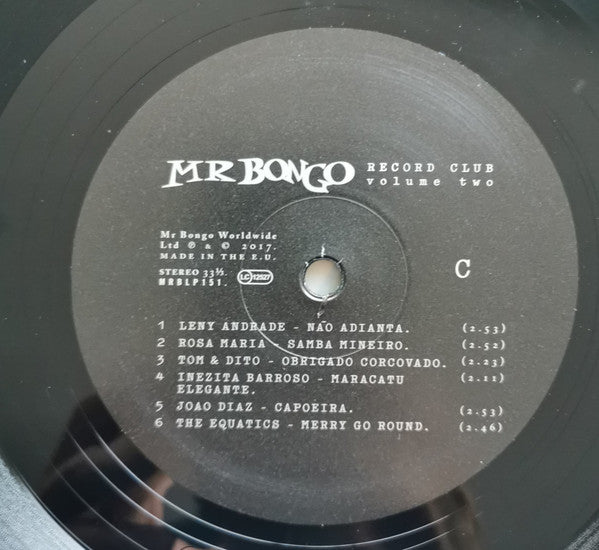 MR BONGO RECORD CLUB
volume two
Mr Bongo Worldwide
Ltd ℗ & © 2017.
MADE IN THE E.U.
STEREO 33⅓.
MRBLP151.
LC 12527
C
1 LENY ANDRADE - NAO ADIANTA. (2.53)
2 ROSA MARIA - SAMBA MINEIRO. (2.52)
3 TOM & DITO - OBRIGADO CORCOVADO. (2.23)
4 INEZITA BARROSO - MARACATU (2.11)
ELEGANTE.
5 JOAO DIAZ - CAPOEIRA. (2.53)
6 THE EQUATICS - MERRY GO ROUND. (2.46)